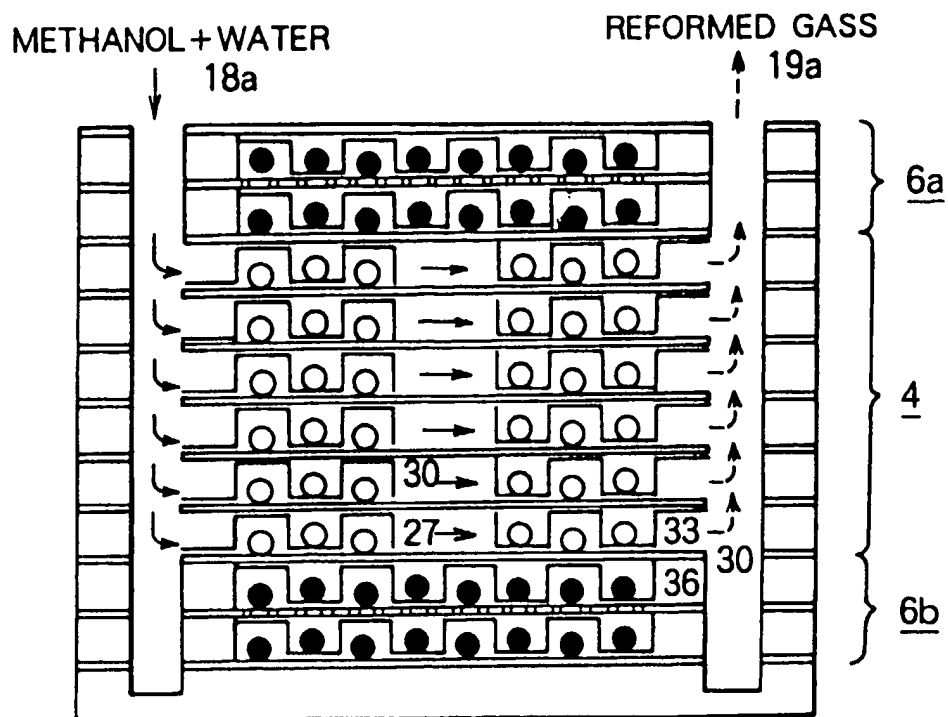 METHANOL+WATER
18a
REFORMED GASS
19a
6a
4
30
27
33
30
36
6b